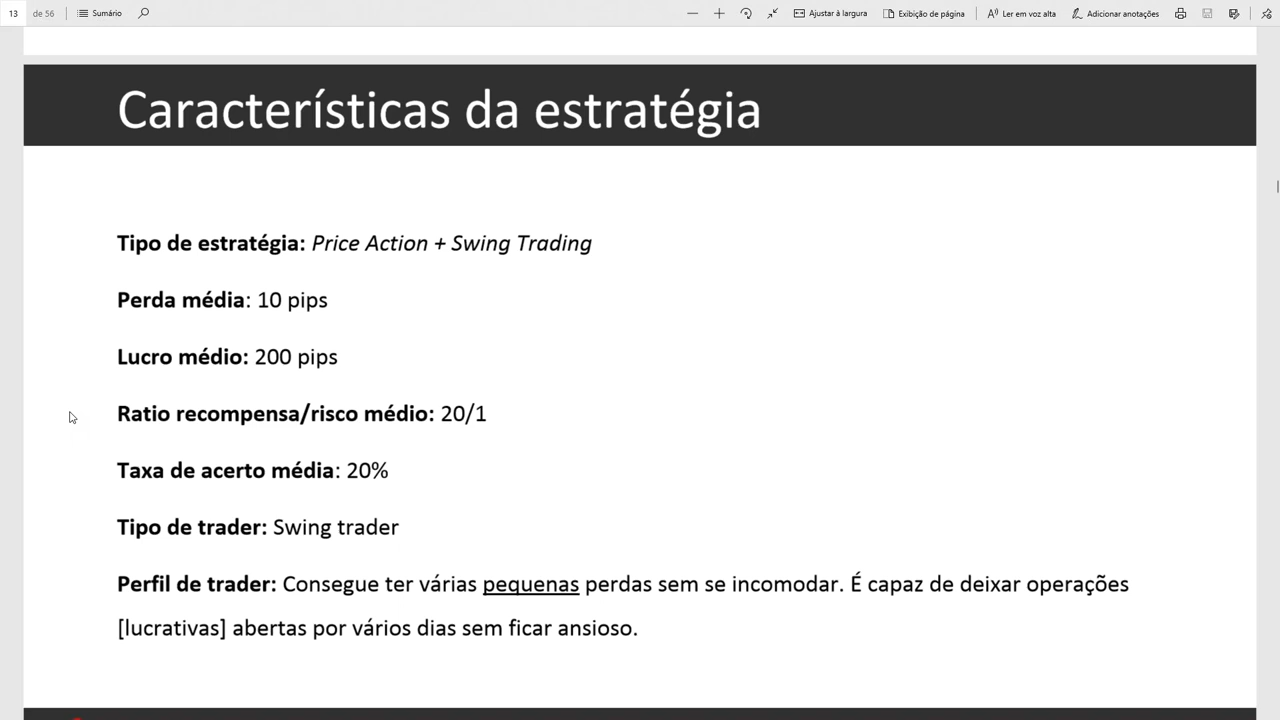 13 de 56 Sumário Ajustar à largura Exibição de página Ler em voz alta Adicionar anotações
Características da estratégia
Tipo de estratégia: Price Action + Swing Trading
Perda média: 10 pips
Lucro médio: 200 pips
Ratio recompensa/risco médio: 20/1
Taxa de acerto média: 20%
Tipo de trader: Swing trader
Perfil de trader: Consegue ter várias pequenas perdas sem se incomodar. É capaz de deixar operações
[lucrativas] abertas por vários dias sem ficar ansioso.